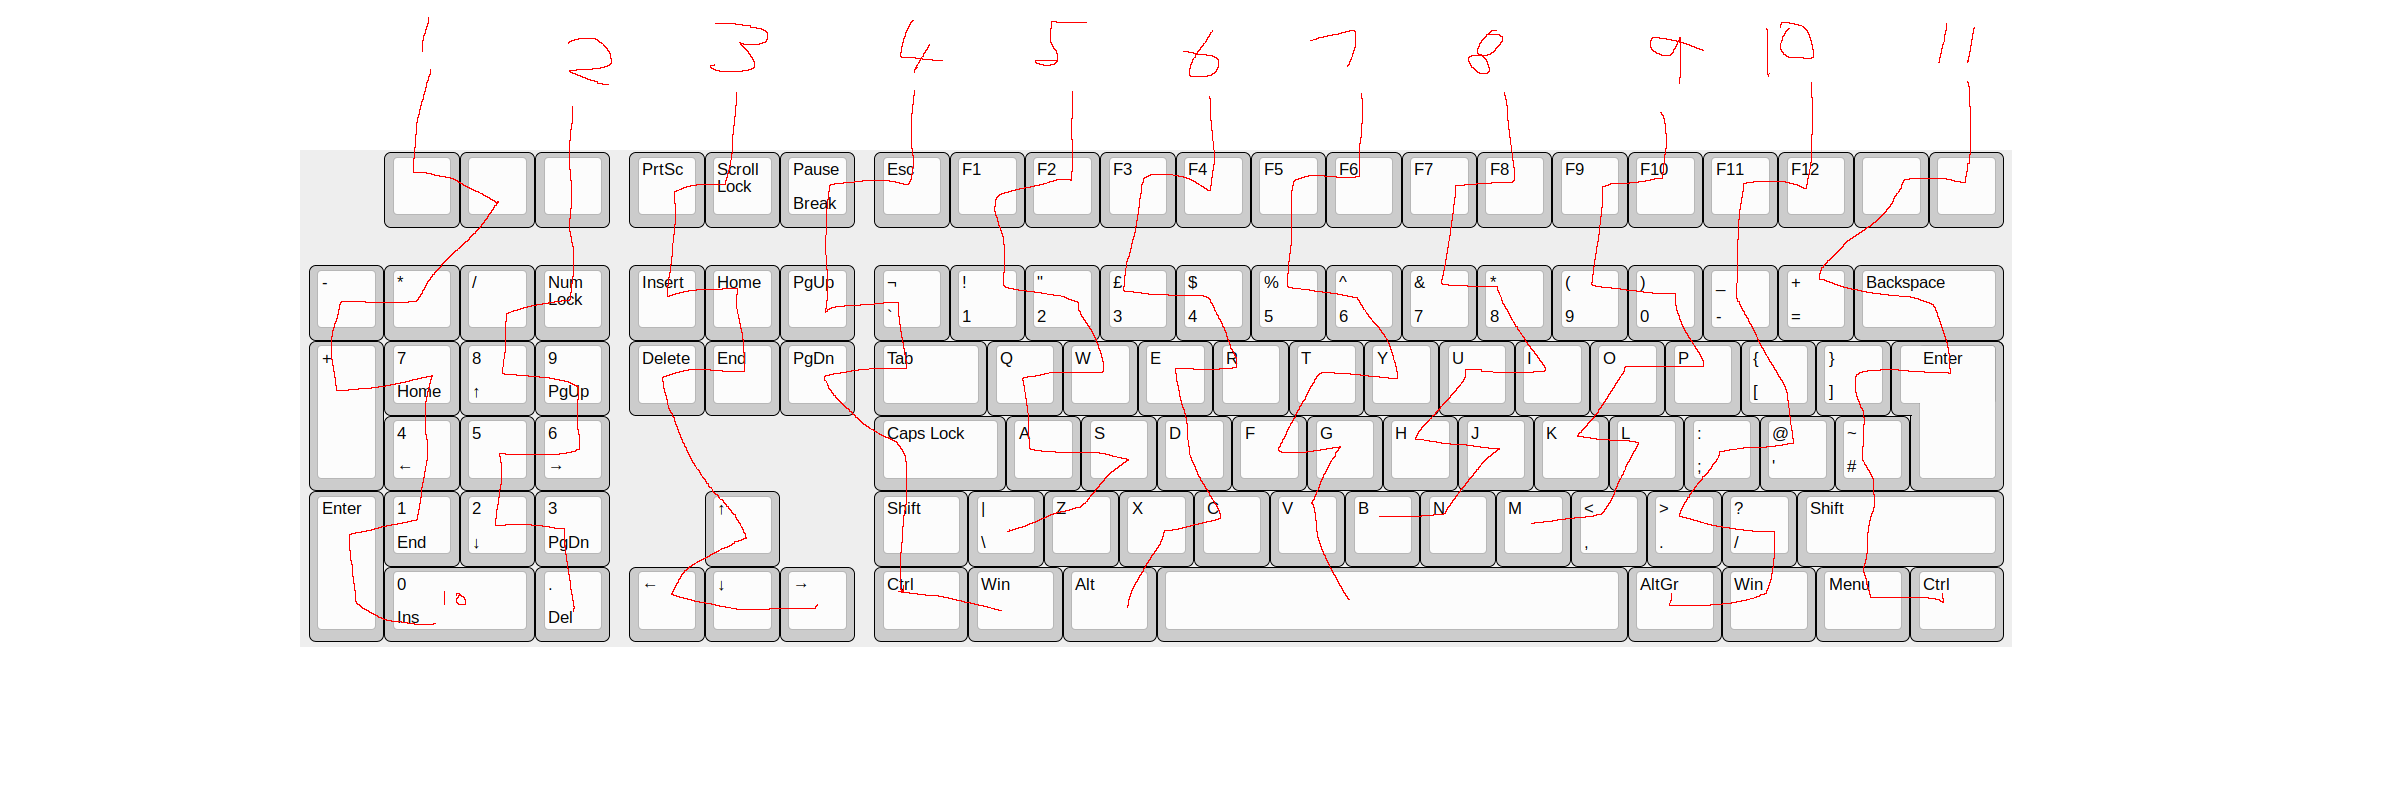 1 2 3 4 5 6 7 8 9 10 11
PrtSc Scroll Lock Pause Break Esc F1 F2 F3 F4 F5 F6 F7 F8 F9 F10 F11 F12
- * / Num Lock Insert Home PgUp ¬ ` ! 1 " 2 £ 3 $ 4 % 5 ^ 6 & 7 * 8 ( 9 ) 0 _ - + = Backspace
+ 7 Home 8 ↑ 9 PgUp Delete End PgDn Tab Q W E R T Y U I O P { [ } ] Enter
4 ← 5 6 → Caps Lock A S D F G H J K L : ; @ ' ~ #
Enter 1 End 2 ↓ 3 PgDn ↑ Shift | \ Z X C V B N M < , > . ? / Shift
0 Ins 10 . Del ← ↓ → Ctrl Win Alt AltGr Win Menu Ctrl